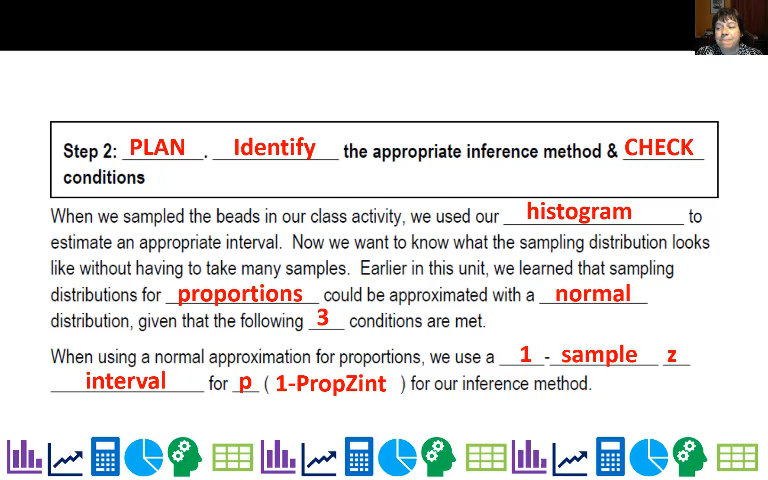 Step 2: PLAN. Identify the appropriate inference method & CHECK
conditions
When we sampled the beads in our class activity, we used our histogram to
estimate an appropriate interval. Now we want to know what the sampling distribution looks
like without having to take many samples. Earlier in this unit, we learned that sampling
distributions for proportions could be approximated with a normal
distribution, given that the following 3 conditions are met.
When using a normal approximation for proportions, we use a 1 - sample z
interval for p ( 1-PropZint ) for our inference method.